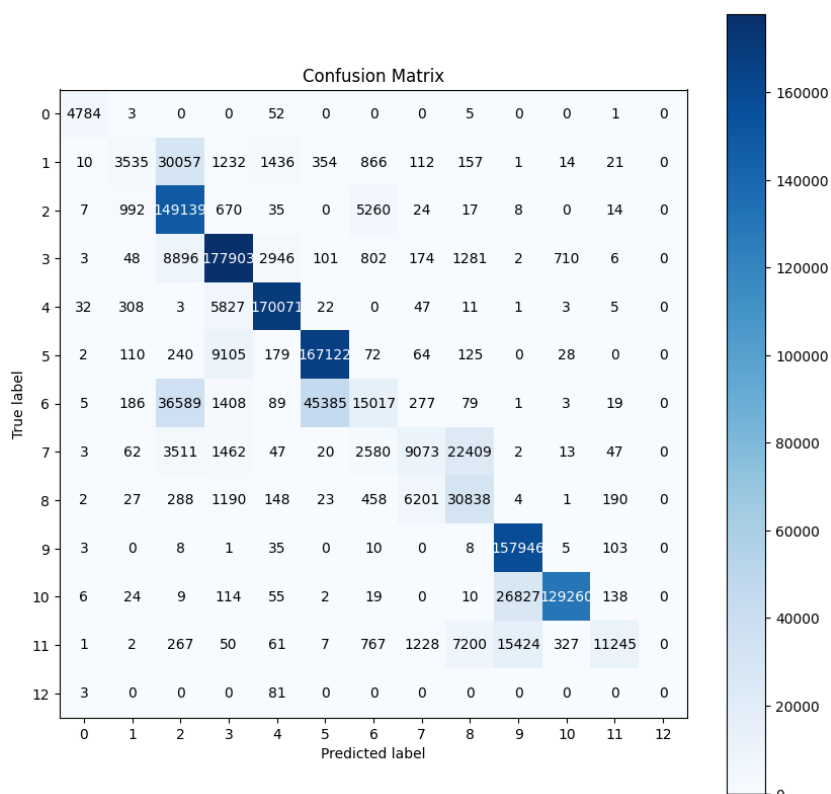 Confusion Matrix
0 4784 3 0 0 52 0 0 0 5 0 0 1 0
1 10 3535 30057 1232 1436 354 866 112 157 1 14 21 0
2 7 992 149139 670 35 0 5260 24 17 8 0 14 0
3 3 48 8896 177903 2946 101 802 174 1281 2 710 6 0
4 32 308 3 5827 170071 22 0 47 11 1 3 5 0
5 2 110 240 9105 179 167122 72 64 125 0 28 0 0
6 5 186 36589 1408 89 45385 15017 277 79 1 3 19 0
7 3 62 3511 1462 47 20 2580 9073 22409 2 13 47 0
8 2 27 288 1190 148 23 458 6201 30838 4 1 190 0
9 3 0 8 1 35 0 10 0 8 157946 5 103 0
10 6 24 9 114 55 2 19 0 10 26827 129260 138 0
11 1 2 267 50 61 7 767 1228 7200 15424 327 11245 0
12 3 0 0 0 81 0 0 0 0 0 0 0 0
0 1 2 3 4 5 6 7 8 9 10 11 12
Predicted label
True label
160000
140000
120000
100000
80000
60000
40000
20000
0